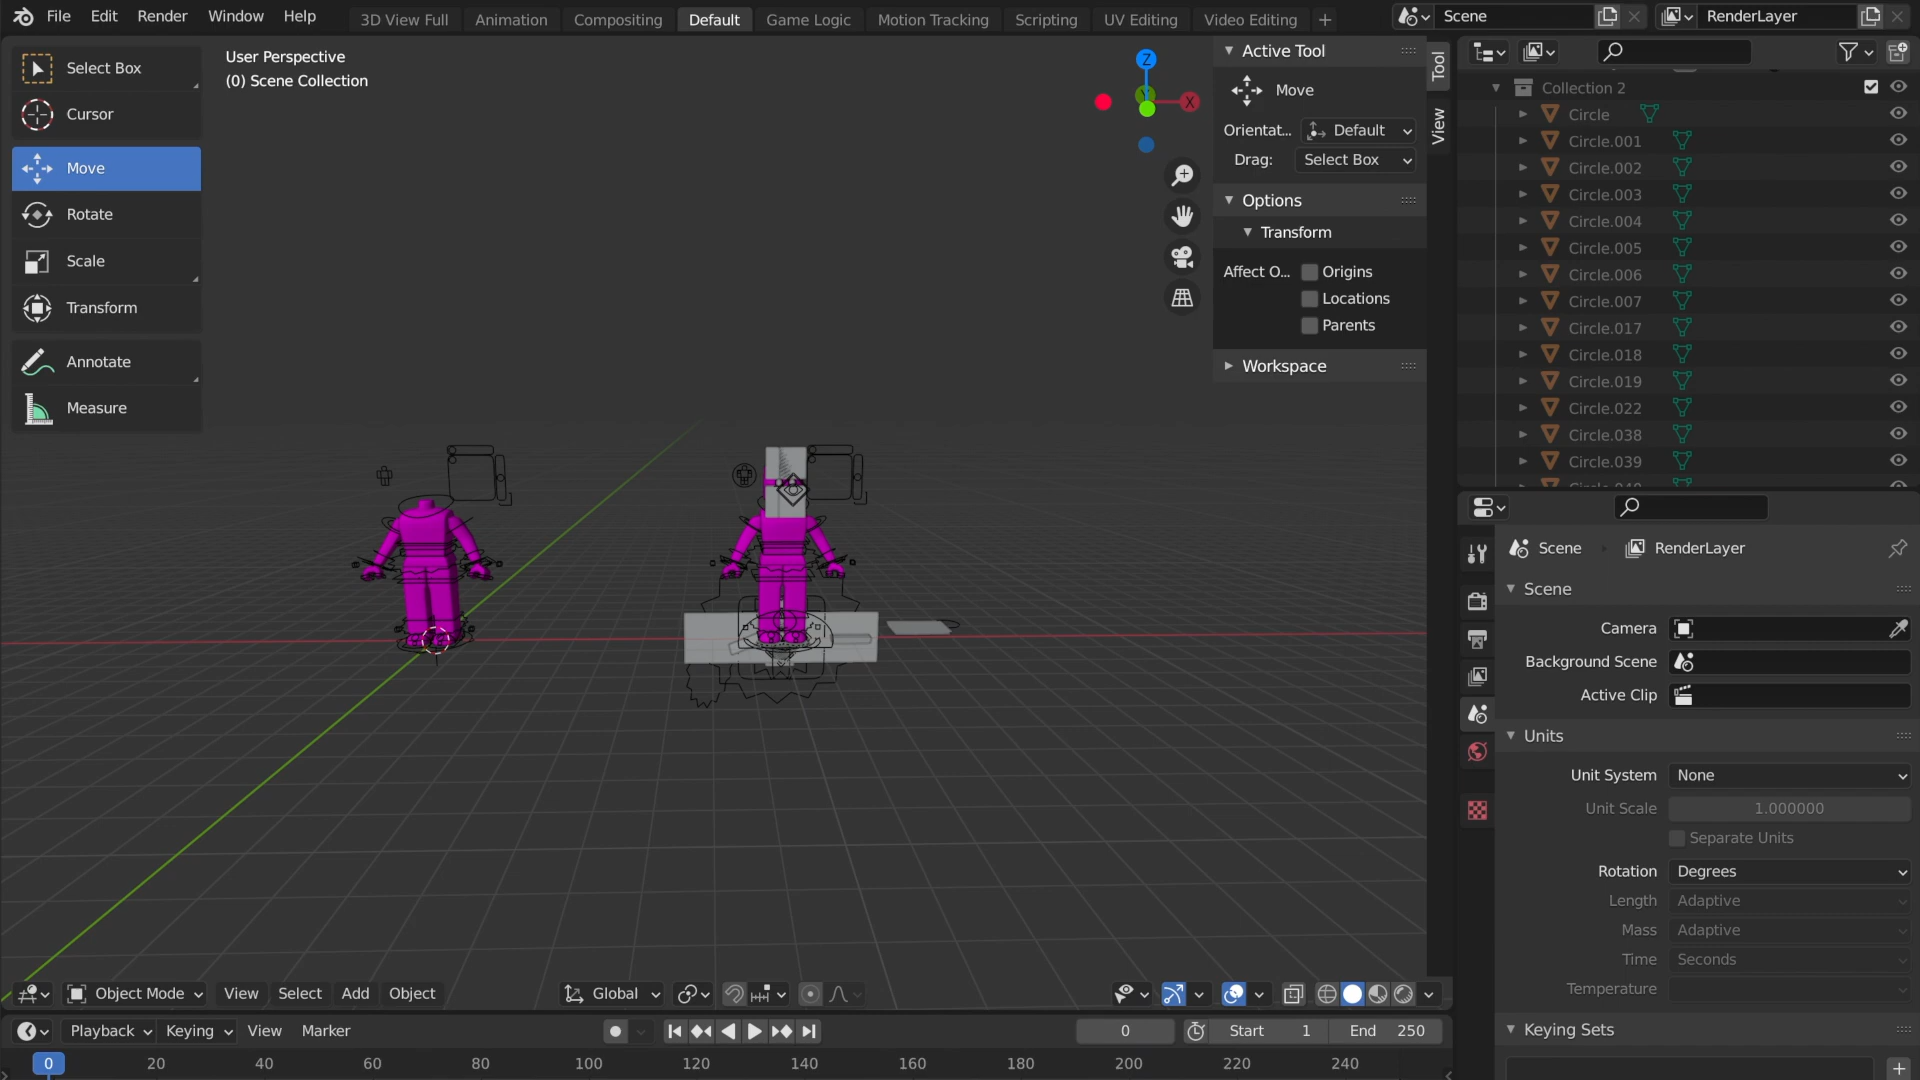 File Edit Render Window Help
3D View Full Animation Compositing Default Game Logic Motion Tracking Scripting UV Editing Video Editing +
Scene
RenderLayer
Select Box
Cursor
Move
Rotate
Scale
Transform
Annotate
Measure
User Perspective
(0) Scene Collection
Z
Y
X
Active Tool
Move
Orientat... Default
Drag: Select Box
Options
Transform
Affect O... Origins
Locations
Parents
Workspace
Tool
View
Collection 2
Circle
Circle.001
Circle.002
Circle.003
Circle.004
Circle.005
Circle.006
Circle.007
Circle.017
Circle.018
Circle.019
Circle.022
Circle.038
Circle.039
Scene RenderLayer
Scene
Camera
Background Scene
Active Clip
Units
Unit System None
Unit Scale 1.000000
Separate Units
Rotation Degrees
Length Adaptive
Mass Adaptive
Time Seconds
Temperature
Keying Sets
Object Mode View Select Add Object Global
Playback Keying View Marker 0 Start 1 End 250
0 20 40 60 80 100 120 140 160 180 200 220 240